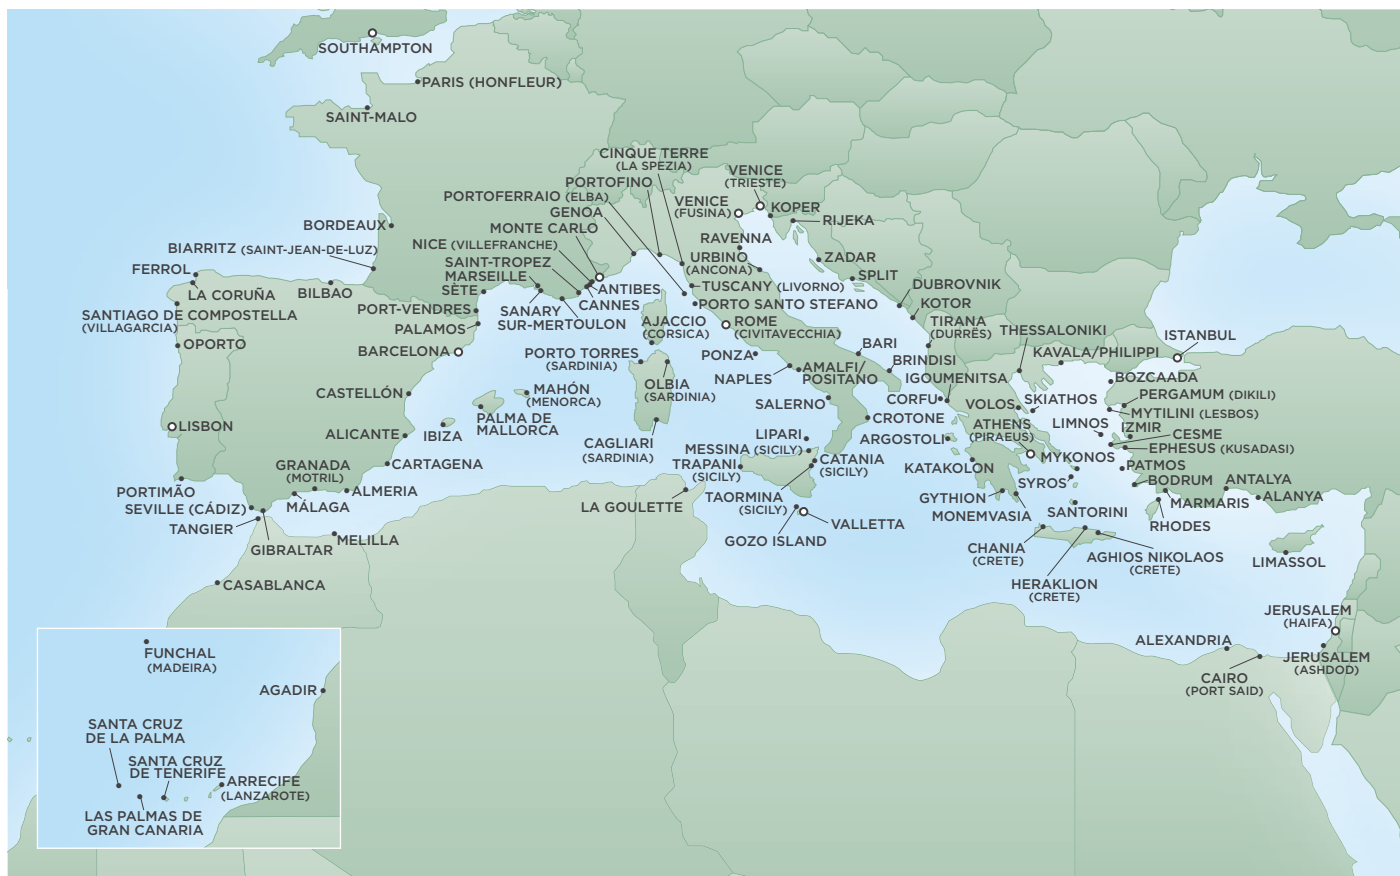 SOUTHAMPTON
PARIS (HONFLEUR)
SAINT-MALO
CINQUE TERRE
(LA SPEZIA)
VENICE
(TRIESTE)
PORTOFINO
PORTOFERRAIO (ELBA)
VENICE
(FUSINA)
KOPER
GENOA
RIJEKA
BORDEAUX
MONTE CARLO
RAVENNA
BIARRITZ (SAINT-JEAN-DE-LUZ)
NICE (VILLEFRANCHE)
URBINO
(ANCONA)
ZADAR
SAINT-TROPEZ
FERROL
MARSEILLE
SPLIT
LA CORUÑA
BILBAO
SÈTE
ANTIBES
TUSCANY (LIVORNO)
DUBROVNIK
CANNES
PORTO SANTO STEFANO
KOTOR
SANTIAGO DE COMPOSTELLA
(VILLAGARCIA)
PORT-VENDRES
SANARY
SUR-MER
TOULON
AJACCIO
(CORSICA)
ROME
(CIVITAVECCHIA)
TIRANA
(DURRËS)
THESSALONIKI
PALAMOS
ISTANBUL
OPORTO
BARCELONA
PORTO TORRES
(SARDINIA)
PONZA
BARI
KAVALA/PHILIPPI
BRINDISI
AMALFI/
POSITANO
NAPLES
IGOUMENITSA
BOZCAADA
OLBIA
(SARDINIA)
CASTELLÓN
MAHÓN
(MENORCA)
PERGAMUM (DIKILI)
CORFU
SKIATHOS
SALERNO
VOLOS
MYTILINI (LESBOS)
PALMA DE
MALLORCA
CROTONE
LIMNOS
IZMIR
LISBON
ATHENS
(PIRAEUS)
ALICANTE
IBIZA
LIPARI
ARGOSTOLI
CESME
CAGLIARI
(SARDINIA)
MESSINA (SICILY)
EPHESUS (KUSADASI)
MYKONOS
GRANADA
(MOTRIL)
CARTAGENA
TRAPANI
(SICILY)
CATANIA
(SICILY)
KATAKOLON
PATMOS
SYROS
BODRUM
ANTALYA
PORTIMÃO
ALMERIA
TAORMINA
(SICILY)
GYTHION
ALANYA
MARMARIS
SEVILLE (CÁDIZ)
MÁLAGA
LA GOULETTE
MONEMVASIA
SANTORINI
TANGIER
VALLETTA
RHODES
GIBRALTAR
MELILLA
GOZO ISLAND
CHANIA
(CRETE)
AGHIOS NIKOLAOS
(CRETE)
LIMASSOL
CASABLANCA
HERAKLION
(CRETE)
JERUSALEM
(HAIFA)
ALEXANDRIA
JERUSALEM
(ASHDOD)
CAIRO
(PORT SAID)
FUNCHAL
(MADEIRA)
AGADIR
SANTA CRUZ
DE LA PALMA
SANTA CRUZ
DE TENERIFE
ARRECIFE
(LANZAROTE)
LAS PALMAS DE
GRAN CANARIA